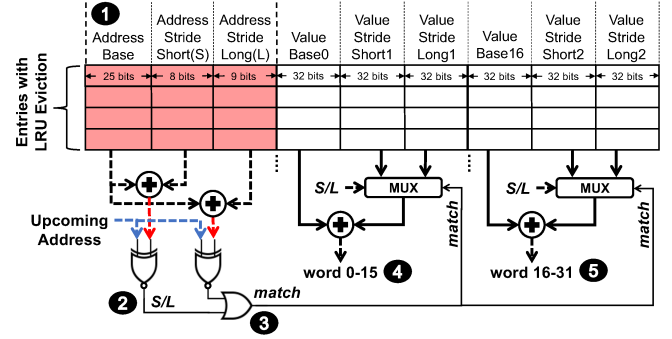 1
Address Base
Address Stride Short(S)
Address Stride Long(L)
Value Base0
Value Stride Short1
Value Stride Long1
Value Base16
Value Stride Short2
Value Stride Long2
Entries with LRU Eviction
25 bits
8 bits
9 bits
32 bits
32 bits
32 bits
32 bits
32 bits
32 bits
S/L
MUX
S/L
MUX
Upcoming Address
match
match
word 0-15
4
word 16-31
5
2
S/L
match
3